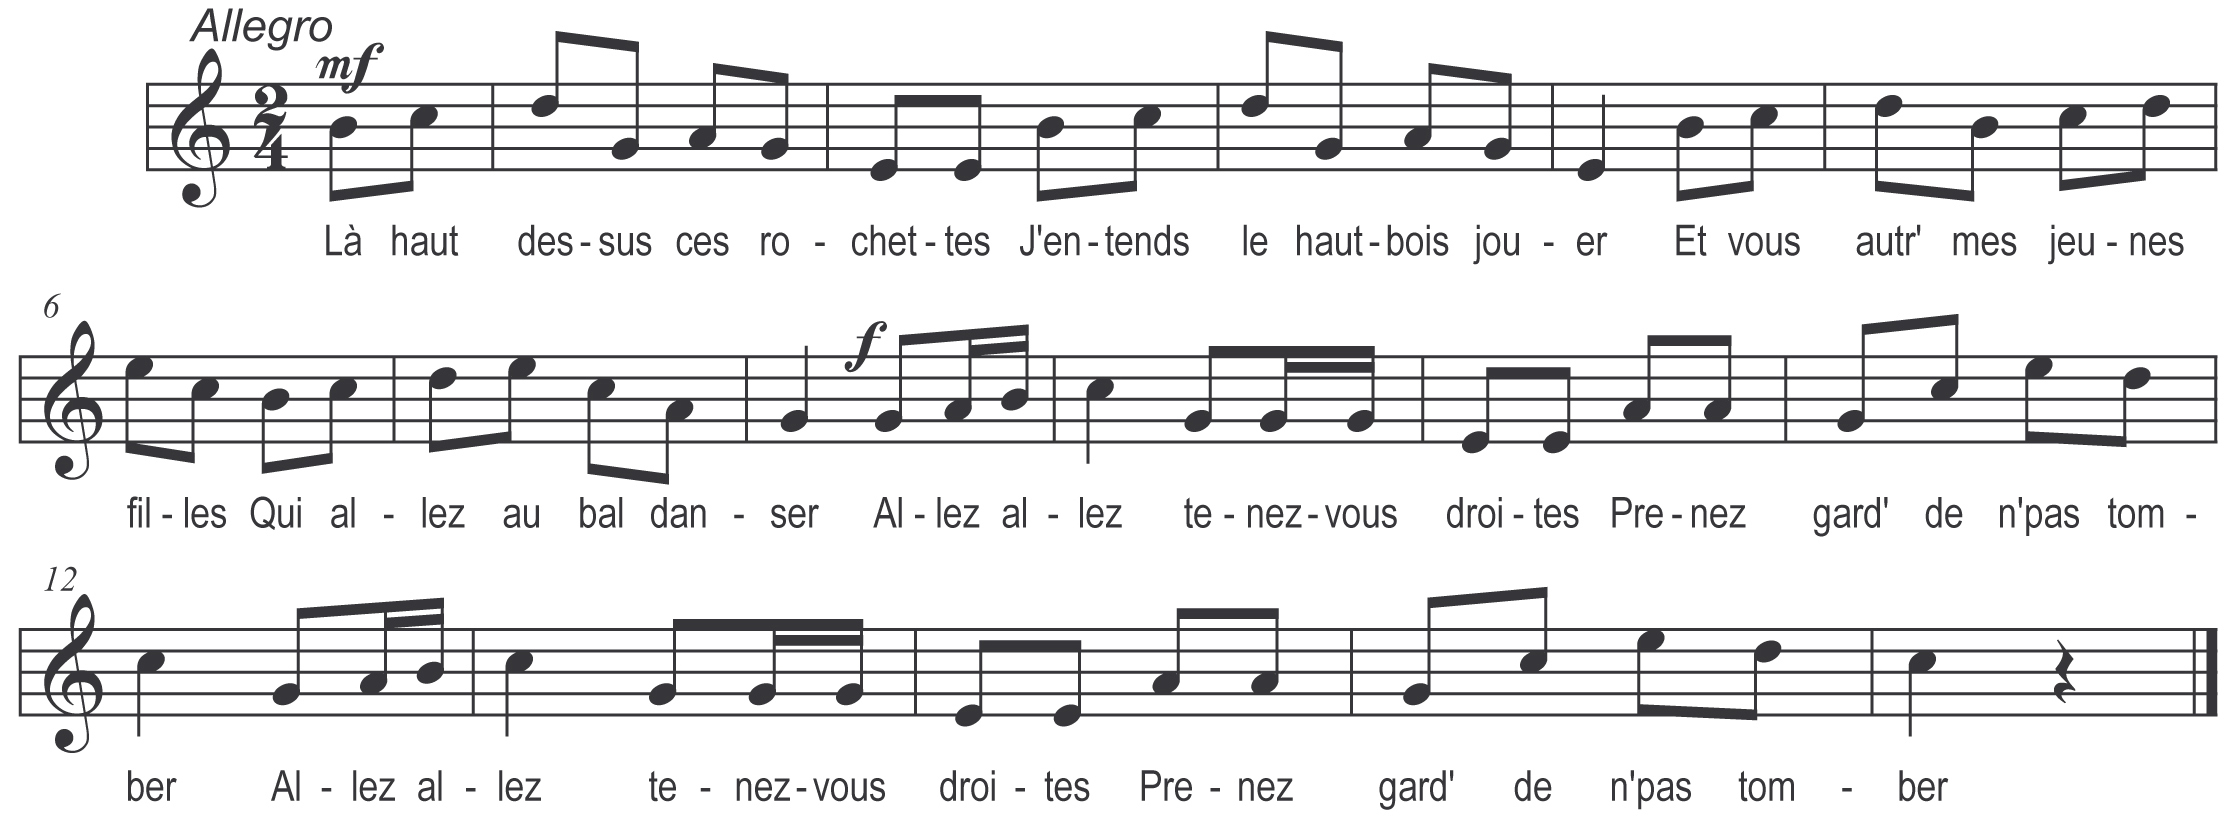 Allegro
mf
2
4
Là haut des-sus ces ro - chet-tes J'en-tends le haut-bois jou - er Et vous autr' mes jeu-nes
6
f
fil-les Qui al - lez au bal dan - ser Al-lez al - lez te-nez-vous droi-tes Pre-nez gard' de n'pas tom -
12
ber Al - lez al - lez te - nez-vous droi - tes Pre - nez gard' de n'pas tom - ber